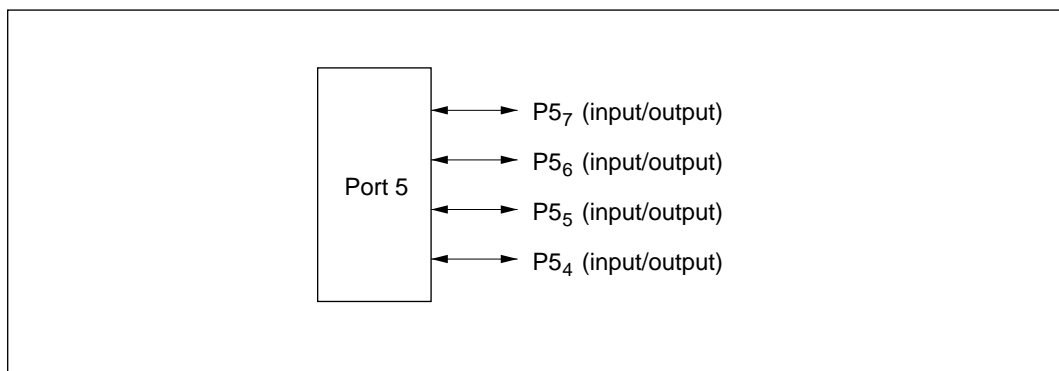 P5₇ (input/output)
P5₆ (input/output)
Port 5
P5₅ (input/output)
P5₄ (input/output)